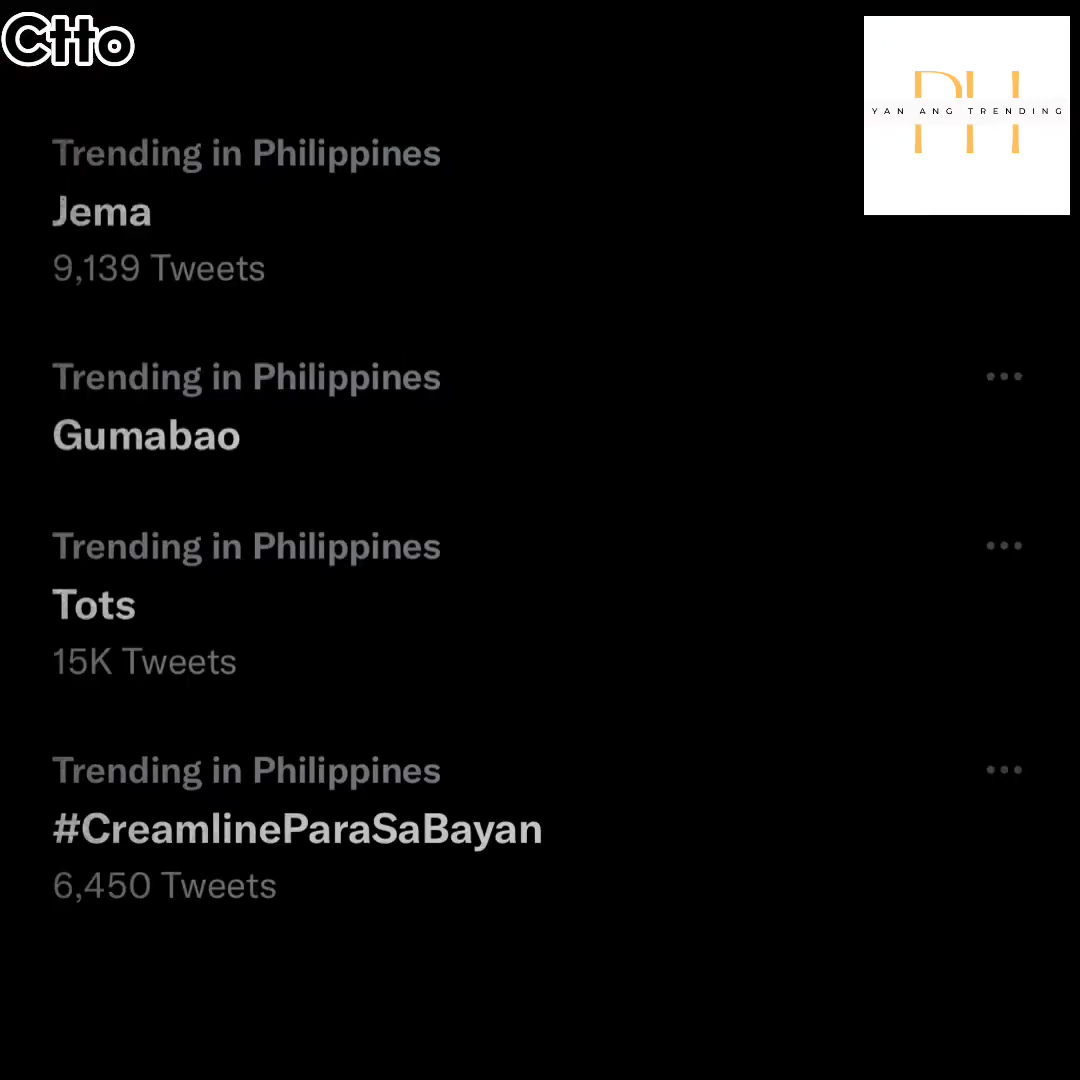 Ctto
PH
YAN ANG TRENDING
Trending in Philippines
Jema
9,139 Tweets
Trending in Philippines
Gumabao
Trending in Philippines
Tots
15K Tweets
Trending in Philippines
#CreamlineParaSaBayan
6,450 Tweets